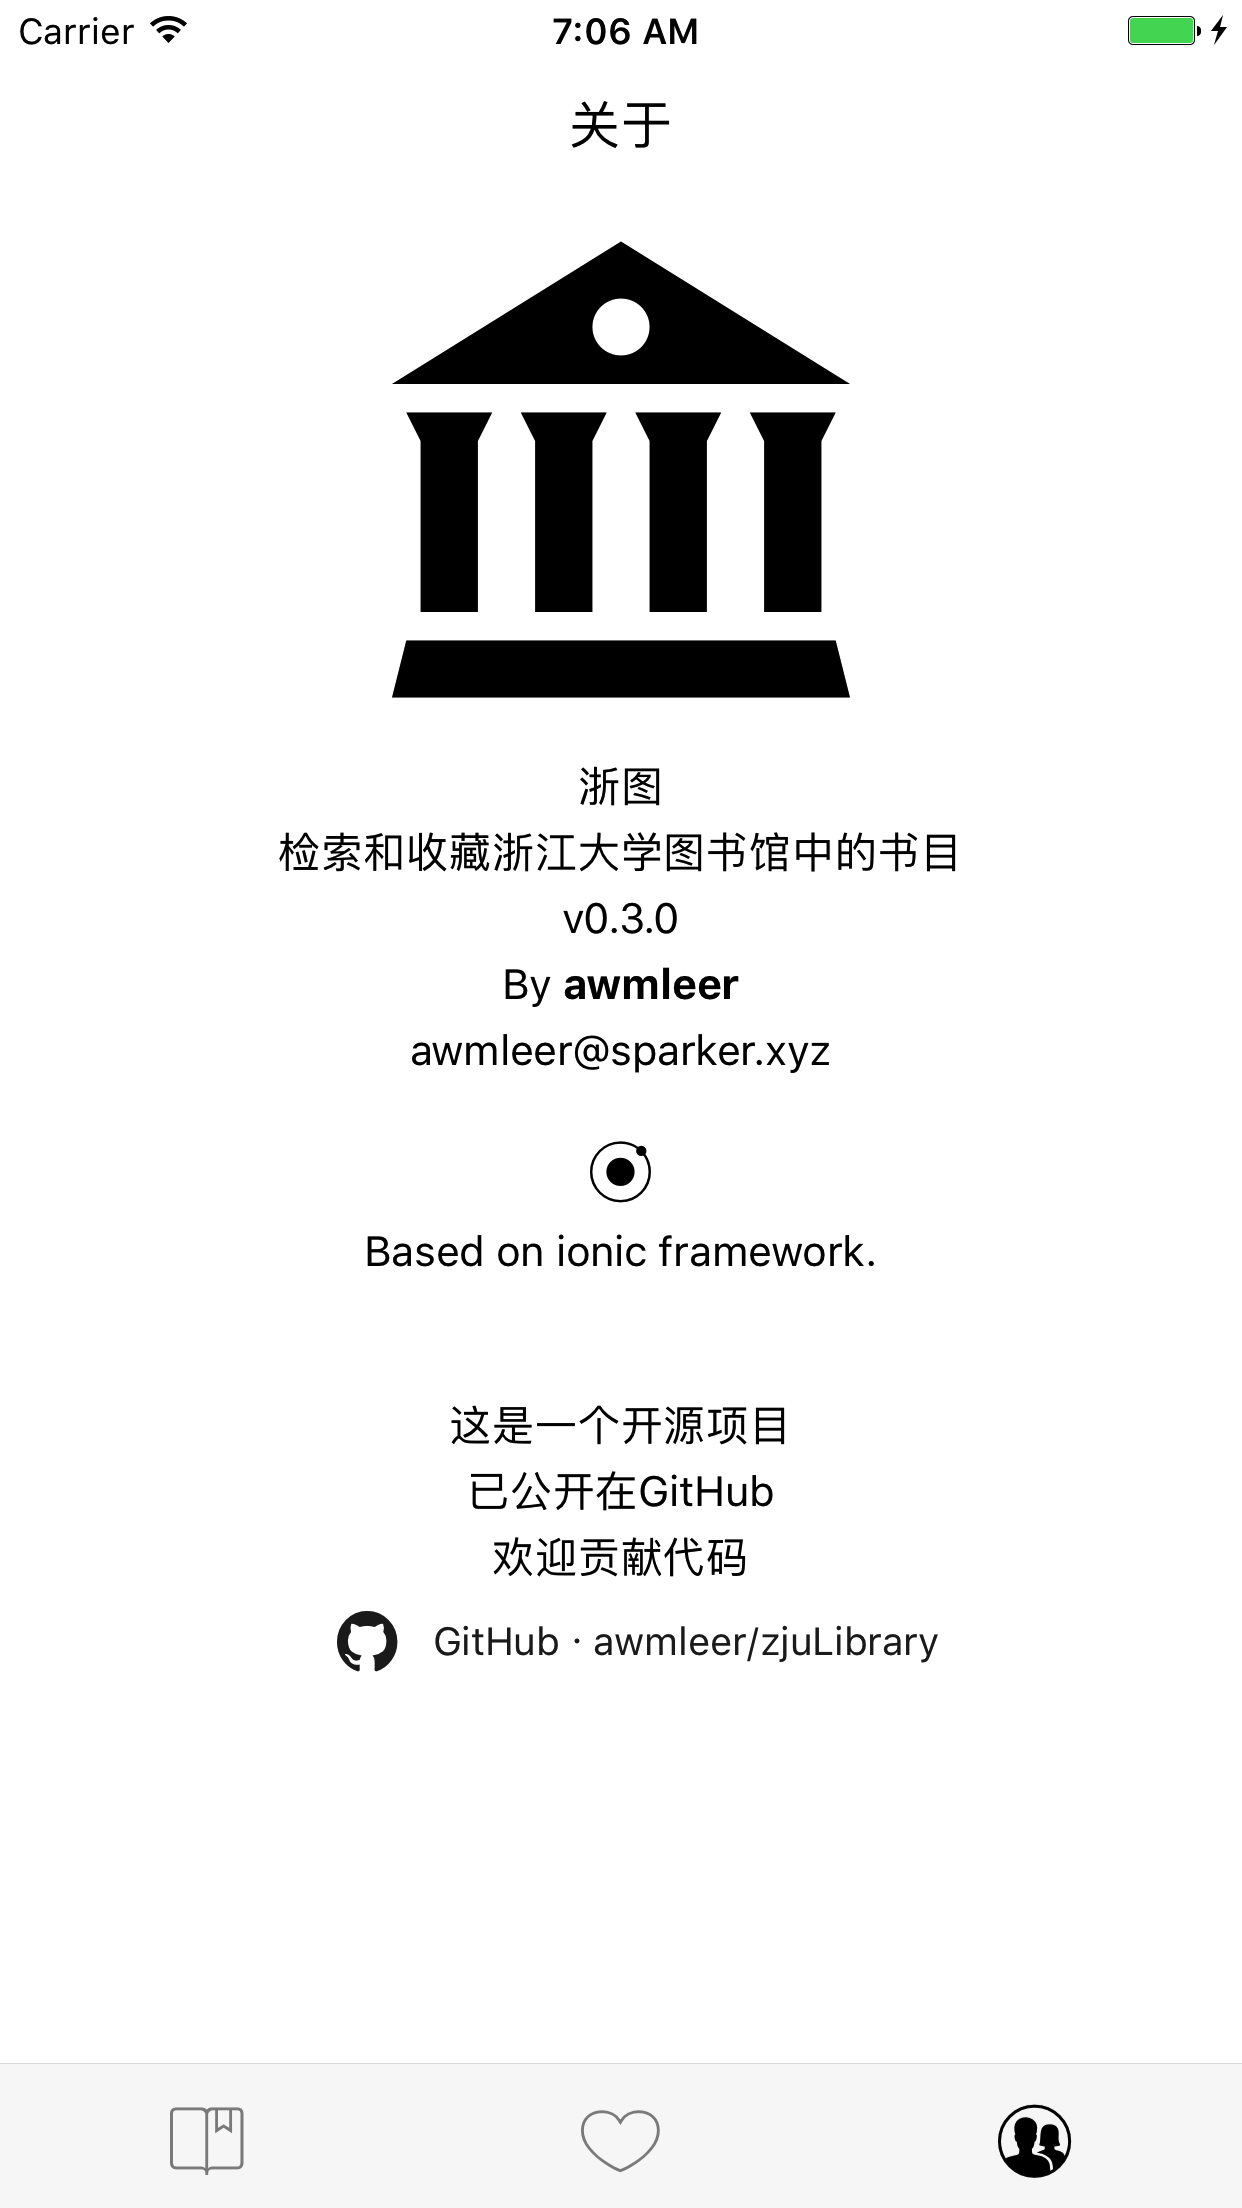 Carrier 7:06 AM
关于
浙图
检索和收藏浙江大学图书馆中的书目
v0.3.0
By awmleer
awmleer@sparker.xyz
Based on ionic framework.
这是一个开源项目
已公开在GitHub
欢迎贡献代码
GitHub · awmleer/zjuLibrary